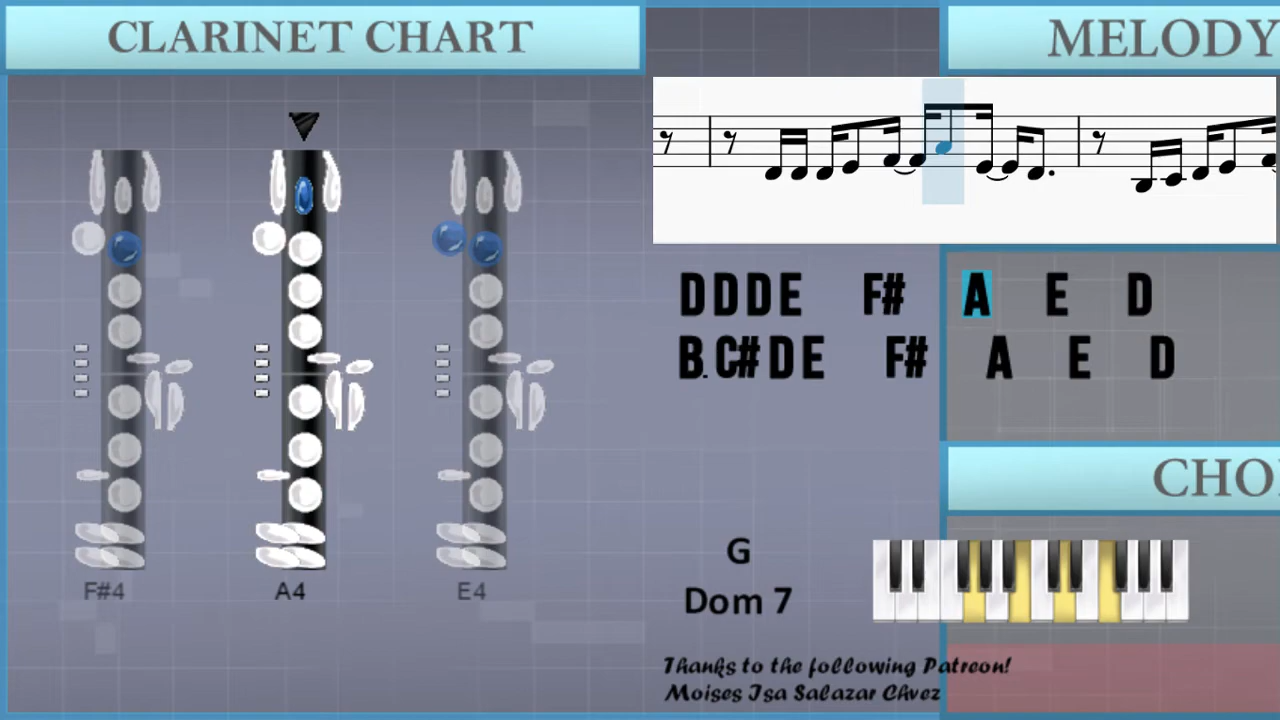 CLARINET CHART
MELODY
DDDE F# A E D
B.C#DE F# A E D
F#4 A4 E4
CHO
G
Dom 7
Thanks to the following Patreon!
Moises Isa Salazar Chvez